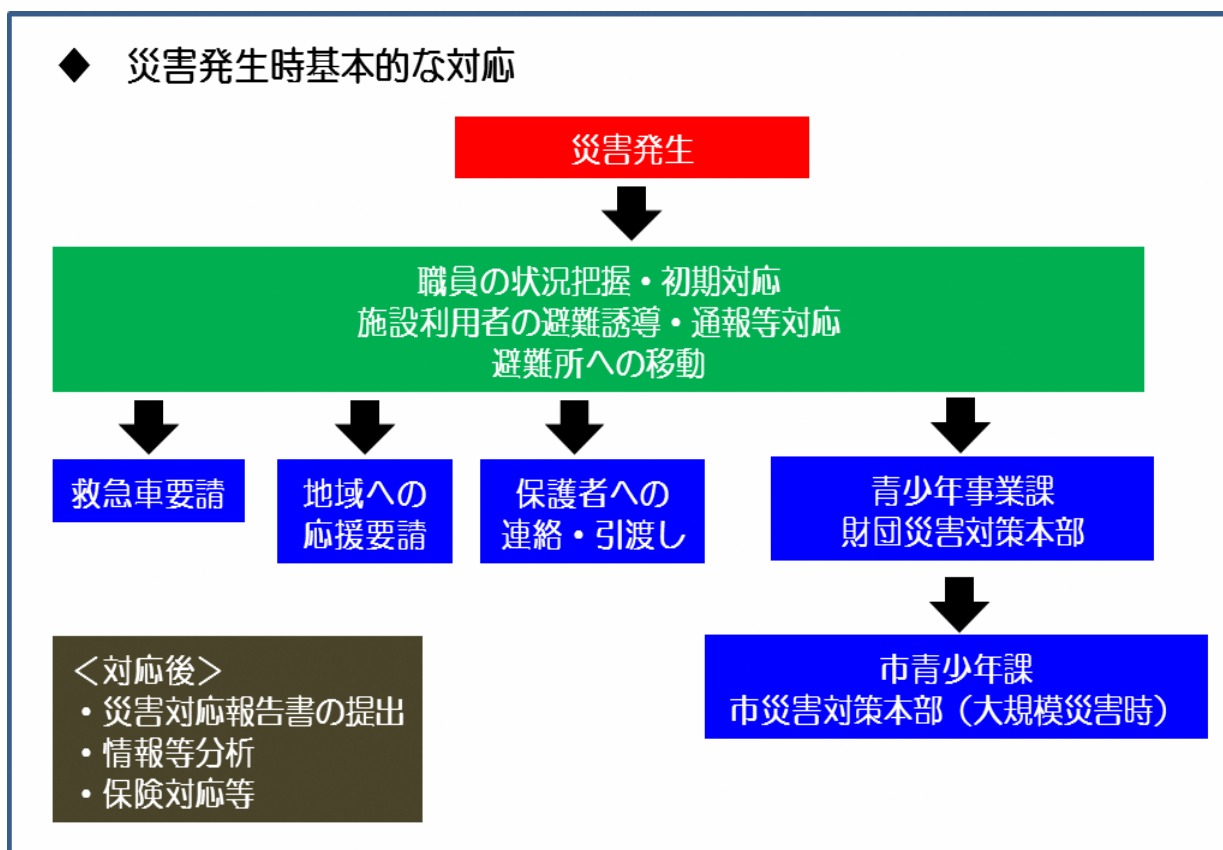 ◆ 災害発生時基本的な対応
災害発生
職員の状況把握・初期対応
施設利用者の避難誘導・通報等対応
避難所への移動
救急車要請
地域への
応援要請
保護者への
連絡・引渡し
青少年事業課
財団災害対策本部
市青少年課
市災害対策本部（大規模災害時）
＜対応後＞
・災害対応報告書の提出
・情報等分析
・保険対応等